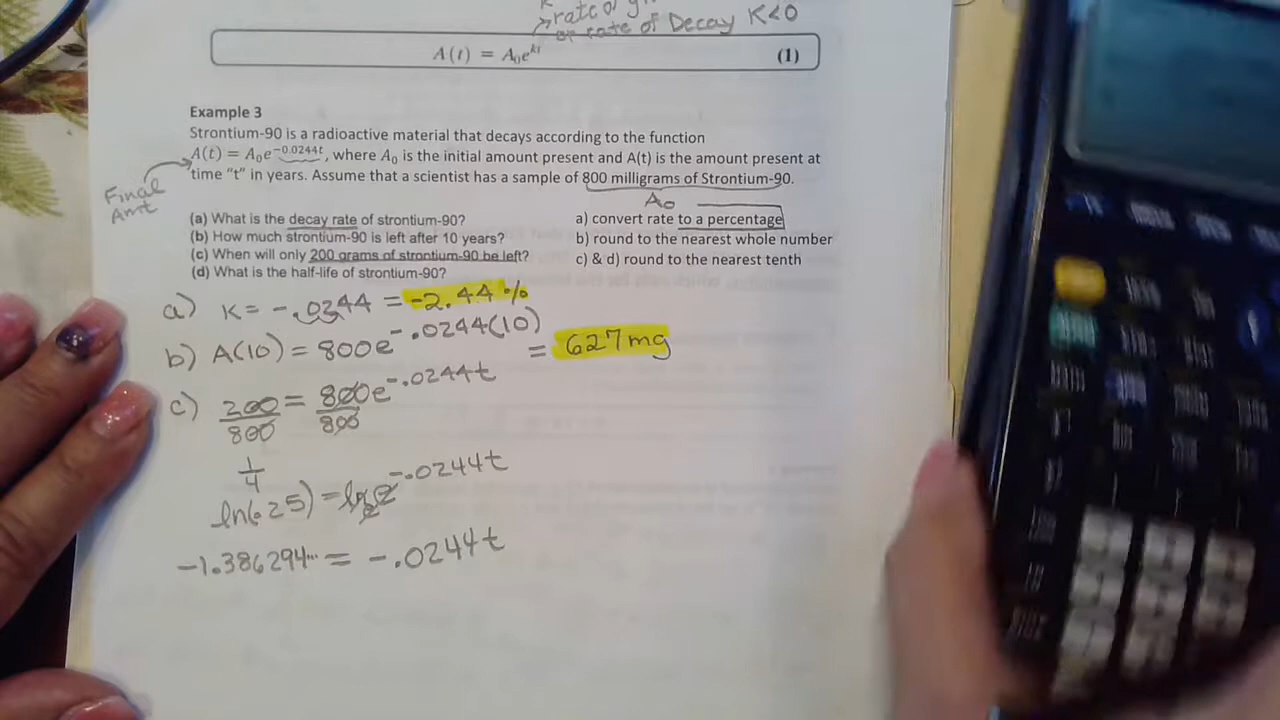 rate of
or rate of Decay K<0
A(t) = A₀eᵏᵗ (1)
Example 3
Strontium-90 is a radioactive material that decays according to the function
A(t) = A₀e⁻⁰·⁰²⁴⁴ᵗ, where A₀ is the initial amount present and A(t) is the amount present at
time "t" in years. Assume that a scientist has a sample of 800 milligrams of Strontium-90.
Final
Amt
A₀
(a) What is the decay rate of strontium-90? a) convert rate to a percentage
(b) How much strontium-90 is left after 10 years? b) round to the nearest whole number
(c) When will only 200 grams of strontium-90 be left? c) & d) round to the nearest tenth
(d) What is the half-life of strontium-90?
a) K = -.0244 = -2.44%
b) A(10) = 800e^-.0244(10) = 627mg
c) 200/800 = 800e^-.0244t/800
1/4
ln(.25) = ln e^-.0244t
-1.386294... = -.0244t